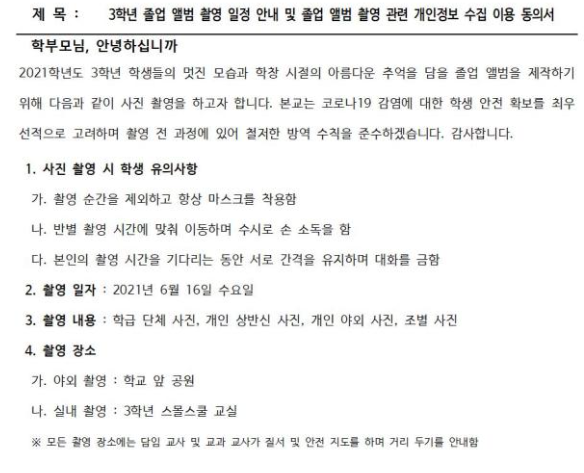 제 목 : 3학년 졸업 앨범 촬영 일정 안내 및 졸업 앨범 촬영 관련 개인정보 수집 이용 동의서
학부모님, 안녕하십니까
2021학년도 3학년 학생들의 멋진 모습과 학창 시절의 아름다운 추억을 담을 졸업 앨범을 제작하기
위해 다음과 같이 사진 촬영을 하고자 합니다. 본교는 코로나19 감염에 대한 학생 안전 확보를 최우
선적으로 고려하며 촬영 전 과정에 있어 철저한 방역 수칙을 준수하겠습니다. 감사합니다.
1. 사진 촬영 시 학생 유의사항
가. 촬영 순간을 제외하고 항상 마스크를 착용함
나. 반별 촬영 시간에 맞춰 이동하며 수시로 손 소독을 함
다. 본인의 촬영 시간을 기다리는 동안 서로 간격을 유지하며 대화를 금함
2. 촬영 일자 : 2021년 6월 16일 수요일
3. 촬영 내용 : 학급 단체 사진, 개인 상반신 사진, 개인 야외 사진, 조별 사진
4. 촬영 장소
가. 야외 촬영 : 학교 앞 공원
나. 실내 촬영 : 3학년 스몰스쿨 교실
※ 모든 촬영 장소에는 담임 교사 및 교과 교사가 질서 및 안전 지도를 하며 거리 두기를 안내함